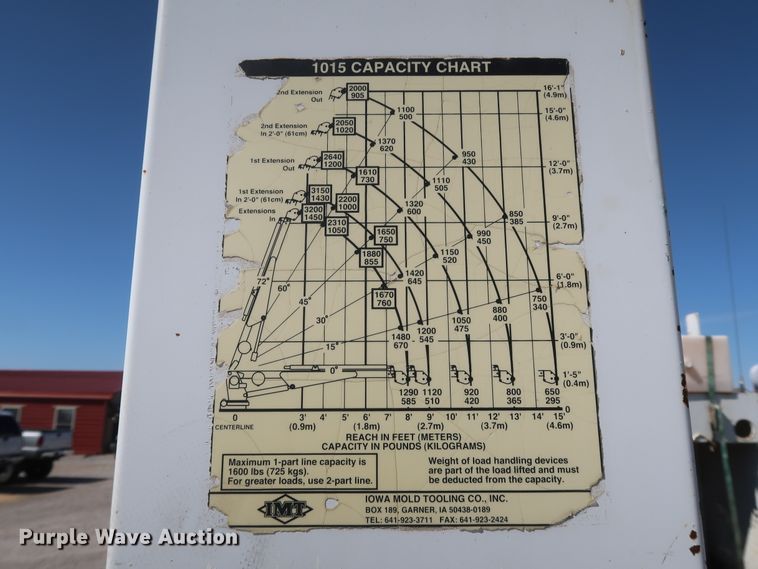 1015 CAPACITY CHART
2nd Extension
Out
2000
905
16'-1"
(4.9m)
1100
500
15'-0"
(4.6m)
2nd Extension
In 2'-0" (61cm)
2050
1020
1370
620
950
430
12'-0"
(3.7m)
1st Extension
Out
2640
1200
1610
730
1110
505
1st Extension
In 2'-0" (61cm)
3150
1430
2200
1000
1320
600
850
385
9'-0"
(2.7m)
Extensions
In
3200
1450
2310
1050
1650
750
990
450
1880
855
1150
520
1420
645
6'-0"
(1.8m)
72°
60°
45°
30°
15°
0°
1670
760
750
340
880
400
1050
475
1200
545
1480
670
3'-0"
(0.9m)
1'-5"
(0.4m)
1290
585
1120
510
920
420
800
365
650
295
0
0 3' 4' 5' 6' 7' 8' 9' 10' 11' 12' 13' 14' 15'
CENTERLINE (0.9m) (1.8m) (2.7m) (3.7m) (4.6m)
REACH IN FEET (METERS)
CAPACITY IN POUNDS (KILOGRAMS)
Maximum 1-part line capacity is
1600 lbs (725 kgs).
For greater loads, use 2-part line.
Weight of load handling devices
are part of the load lifted and must
be deducted from the capacity.
IMT
IOWA MOLD TOOLING CO., INC.
BOX 189, GARNER, IA 50438-0189
TEL: 641-923-3711 FAX: 641-923-2424
Purple Wave Auction